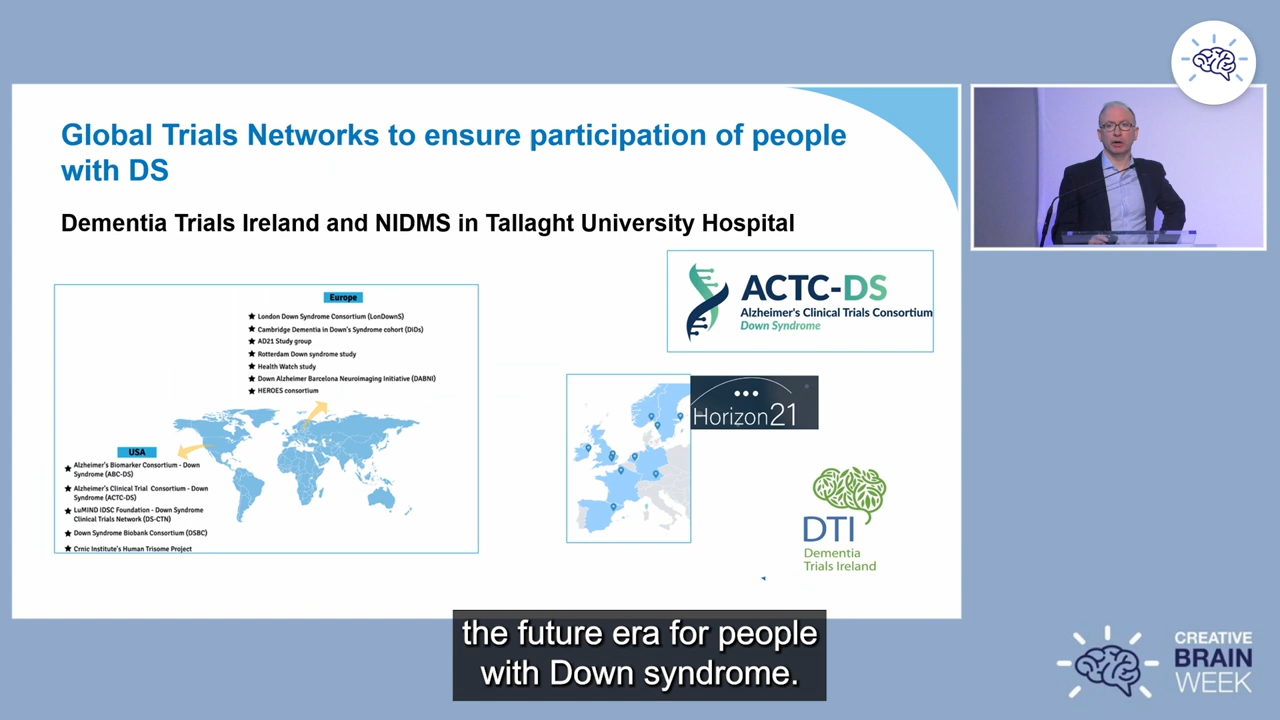 Global Trials Networks to ensure participation of people
with DS
Dementia Trials Ireland and NIDMS in Tallaght University Hospital
Europe
London Down Syndrome Consortium (LonDownS)
Cambridge Dementia in Down's Syndrome cohort (DiDs)
AD21 Study group
Rotterdam Down syndrome study
Health Watch study
Down Alzheimer Barcelona Neuroimaging Initiative (DABNI)
HEROES consortium
USA
Alzheimer's Biomarker Consortium - Down
Syndrome (ABC-DS)
Alzheimer's Clinical Trial Consortium - Down
Syndrome (ACTC-DS)
LuMIND IDSC Foundation - Down Syndrome
Clinical Trials Network (DS-CTN)
Down Syndrome Biobank Consortium (DSBC)
Crnic Institute's Human Trisome Project
ACTC-DS
Alzheimer's Clinical Trials Consortium
Down Syndrome
Horizon21
DTI
Dementia
Trials Ireland
the future era for people
with Down syndrome.
CREATIVE
BRAIN
WEEK